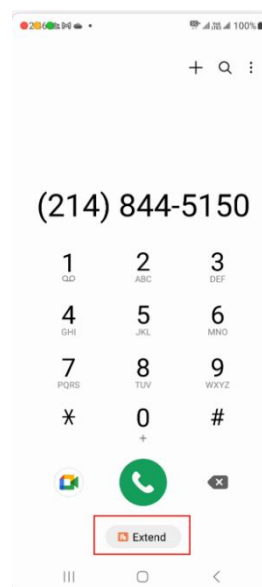 100%
(214) 844-5150
1 2 3
ABC DEF
4 5 6
GHI JKL MNO
7 8 9
PQRS TUV WXYZ
* 0 #
+
Extend